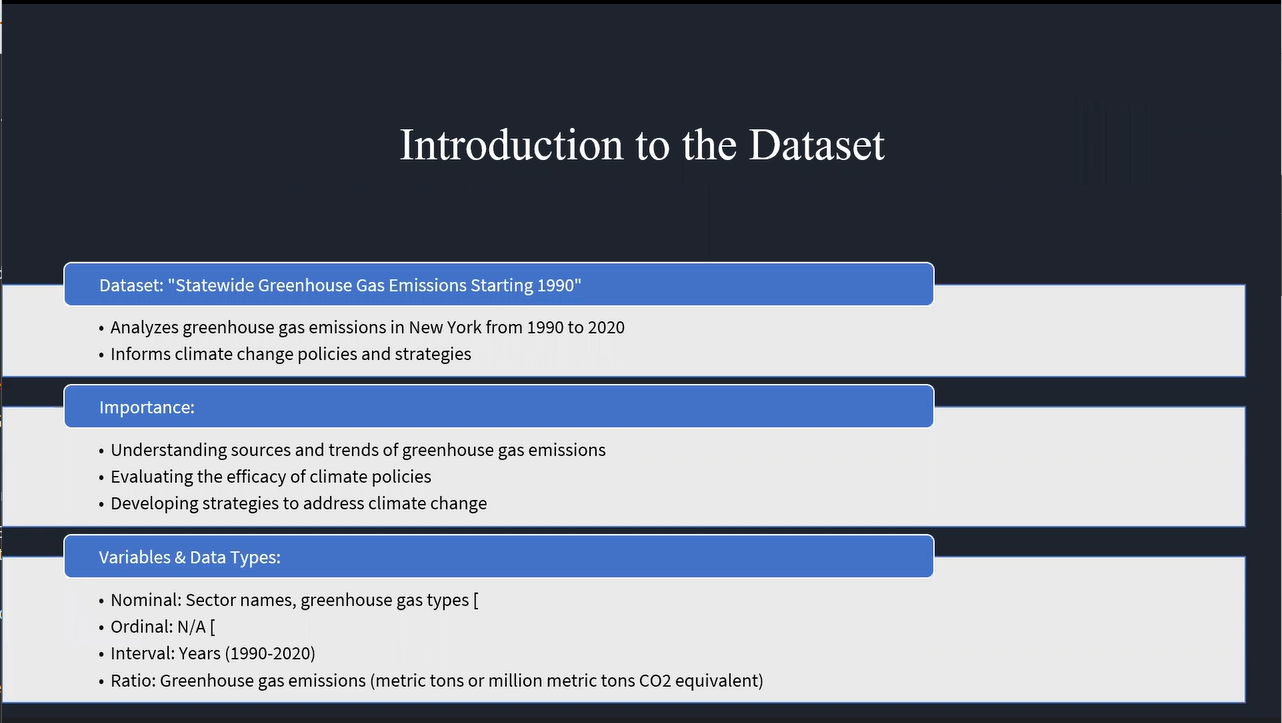 Introduction to the Dataset
Dataset: "Statewide Greenhouse Gas Emissions Starting 1990"
• Analyzes greenhouse gas emissions in New York from 1990 to 2020
• Informs climate change policies and strategies
Importance:
• Understanding sources and trends of greenhouse gas emissions
• Evaluating the efficacy of climate policies
• Developing strategies to address climate change
Variables & Data Types:
• Nominal: Sector names, greenhouse gas types [
• Ordinal: N/A [
• Interval: Years (1990-2020)
• Ratio: Greenhouse gas emissions (metric tons or million metric tons CO2 equivalent)